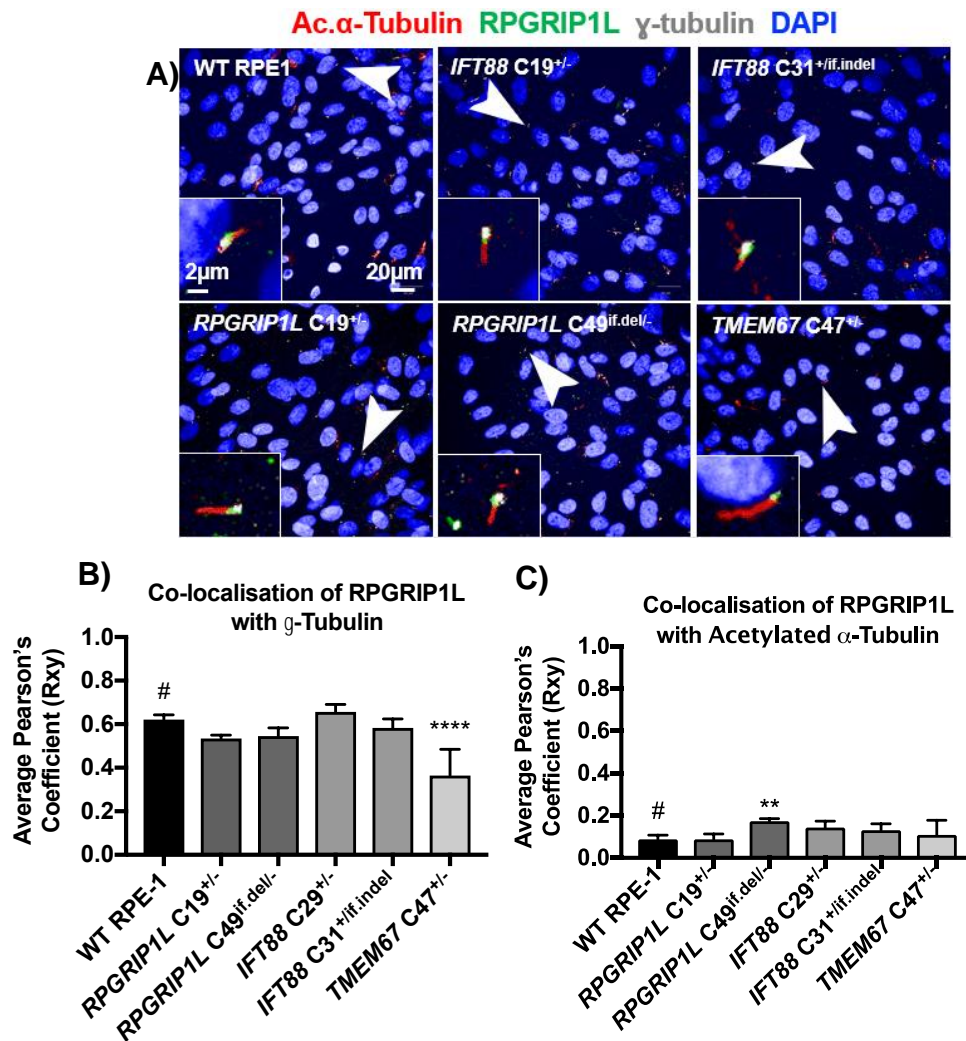 Ac.α-Tubulin RPGRIP1L ɣ-tubulin DAPI
A)
WT RPE1
IFT88 C19+/-
IFT88 C31+/if.indel
2µm
20µm
RPGRIP1L C19+/-
RPGRIP1L C49if.del/-
TMEM67 C47+/-
B)
Co-localisation of RPGRIP1L
with g-Tubulin
Average Pearson's
Coefficient (Rxy)
1.0
0.8
0.6
0.4
0.2
0.0
#
****
WT RPE-1
RPGRIP1L C19+/-
RPGRIP1L C49if.del/-
IFT88 C29+/-
IFT88 C31+/if.indel
TMEM67 C47+/-
C)
Co-localisation of RPGRIP1L
with Acetylated α-Tubulin
Average Pearson's
Coefficient (Rxy)
1.0
0.8
0.6
0.4
0.2
0.0
#
**
WT RPE-1
RPGRIP1L C19+/-
RPGRIP1L C49if.del/-
IFT88 C29+/-
IFT88 C31+/if.indel
TMEM67 C47+/-